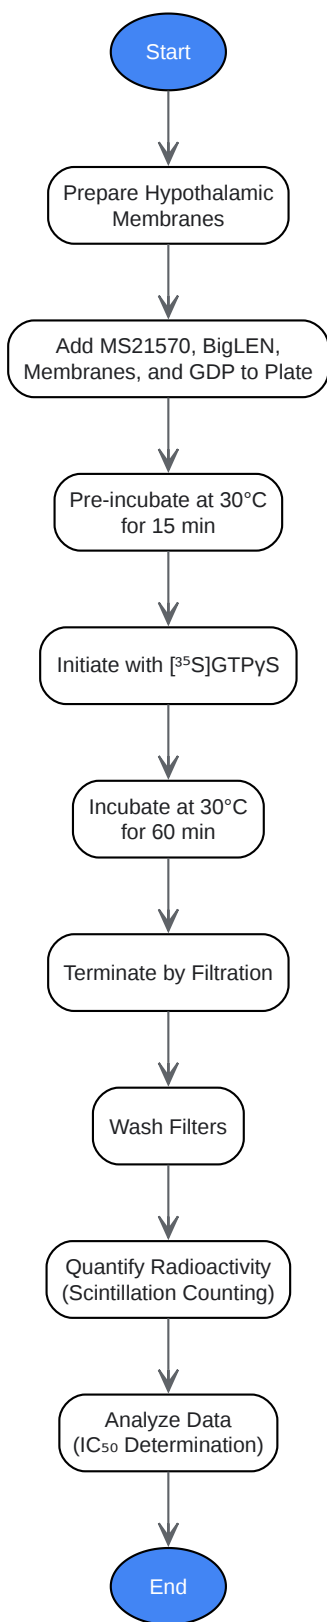 Start
Prepare Hypothalamic
Membranes
Add MS21570, BigLEN,
Membranes, and GDP to Plate
Pre-incubate at 30°C
for 15 min
Initiate with [³⁵S]GTPγS
Incubate at 30°C
for 60 min
Terminate by Filtration
Wash Filters
Quantify Radioactivity
(Scintillation Counting)
Analyze Data
(IC₅₀ Determination)
End